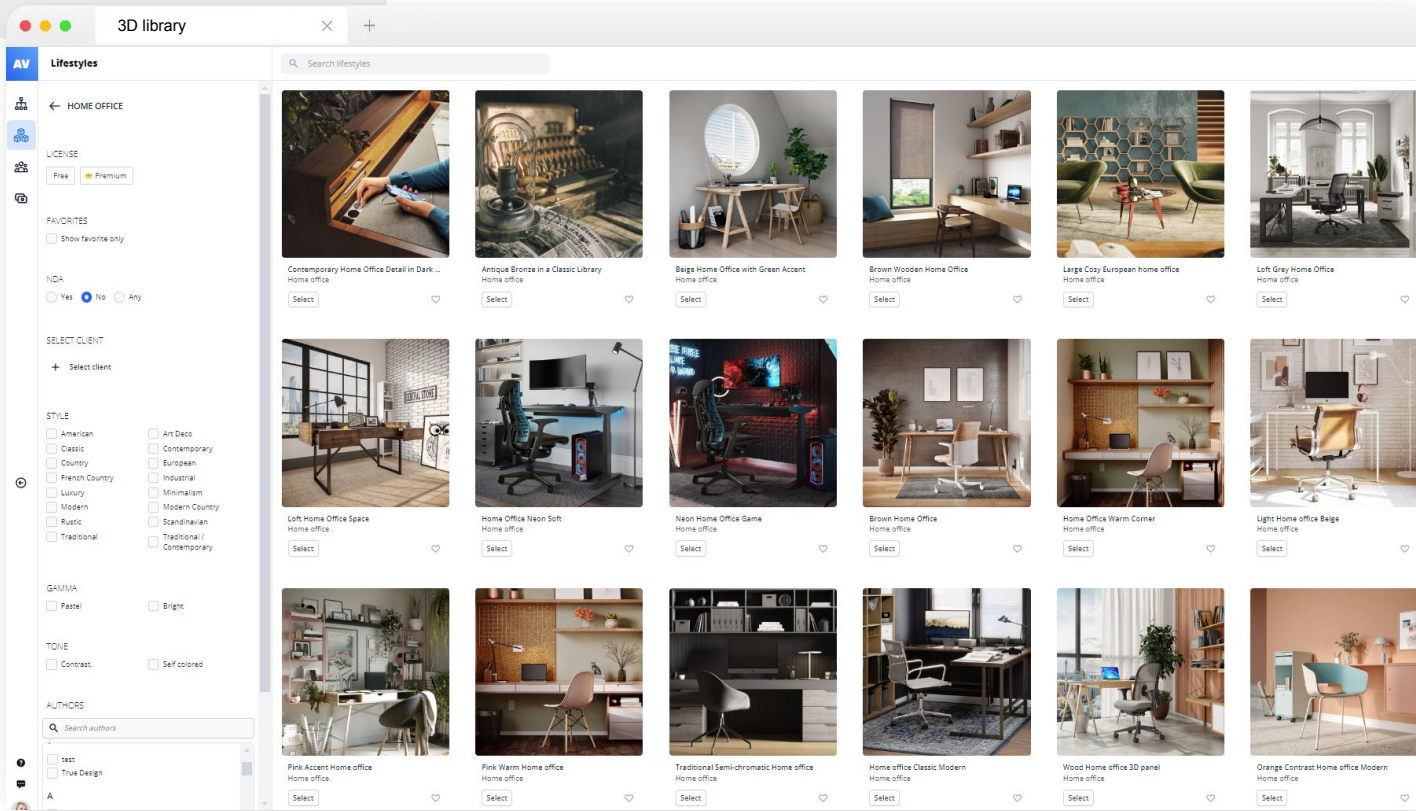 3D library
AV
Lifestyles
Search lifestyles
HOME OFFICE
LICENSE
Free
Premium
FAVORITES
Show favorite only
NDA
Yes
No
Any
SELECT CLIENT
+ Select client
STYLE
American
Art Deco
Classic
Contemporary
Country
European
French Country
Industrial
Luxury
Minimalism
Modern
Modern Country
Rustic
Scandinavian
Traditional
Traditional /
Contemporary
GAMMA
Pastel
Bright
TONE
Contrast
Self colored
AUTHORS
Search authors
test
True Design
A
Contemporary Home Office Detail in Dark ...
Home office
Select
Antique Bronze in a Classic Library
Home office
Select
Beige Home Office with Green Accent
Home office
Select
Brown Wooden Home Office
Home office
Select
Large Cosy European home office
Home office
Select
Loft Grey Home Office
Home office
Select
GENERAL STORE
Loft Home Office Space
Home office
Select
Home Office Neon Soft
Home office
Select
Neon Home Office Game
Home office
Select
Brown Home Office
Home office
Select
Home Office Warm Corner
Home office
Select
Light Home office Beige
Home office
Select
Pink Accent Home office
Home office
Select
Pink Warm Home office
Home office
Select
Traditional Semi-chromatic Home office
Home office
Select
Home office Classic Modern
Home office
Select
Wood Home office 3D panel
Home office
Select
Orange Contrast Home office Modern
Home office
Select